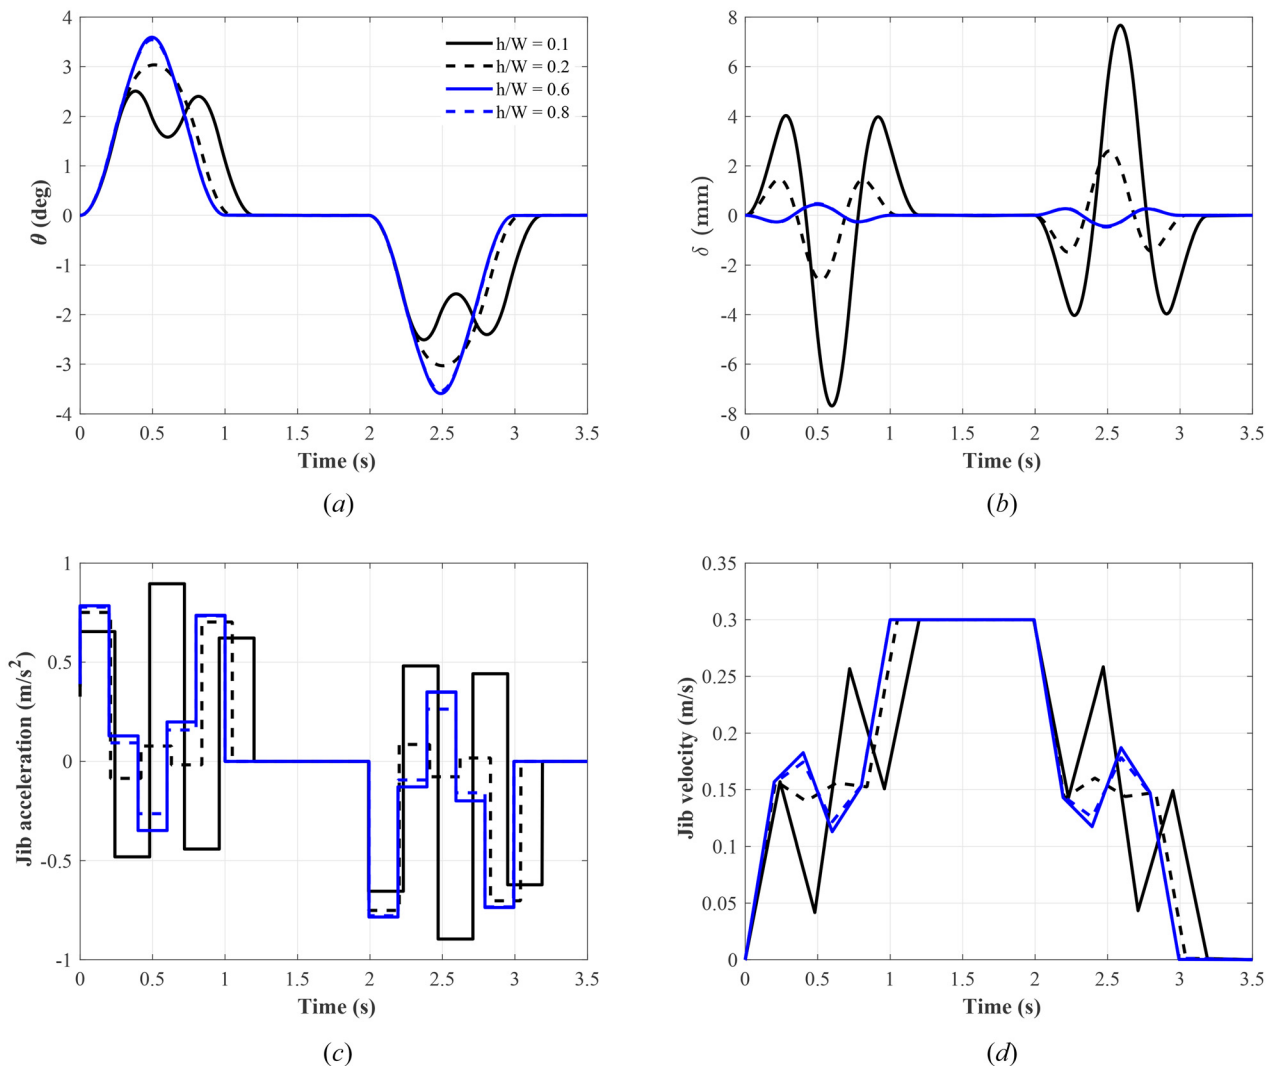 4
3
2
1
0
-1
-2
-3
-4
θ (deg)
h/W = 0.1
h/W = 0.2
h/W = 0.6
h/W = 0.8
0 0.5 1 1.5 2 2.5 3 3.5
Time (s)
(a)
8
6
4
2
0
-2
-4
-6
-8
δ (mm)
0 0.5 1 1.5 2 2.5 3 3.5
Time (s)
(b)
1
0.5
0
-0.5
-1
Jib acceleration (m/s²)
0 0.5 1 1.5 2 2.5 3 3.5
Time (s)
(c)
0.35
0.3
0.25
0.2
0.15
0.1
0.05
0
Jib velocity (m/s)
0 0.5 1 1.5 2 2.5 3 3.5
Time (s)
(d)